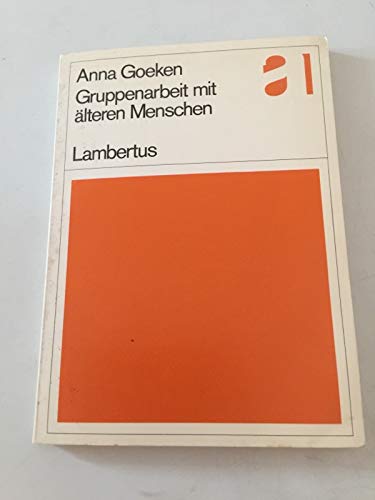 Anna Goeken
Gruppenarbeit mit
älteren Menschen
Lambertus
al